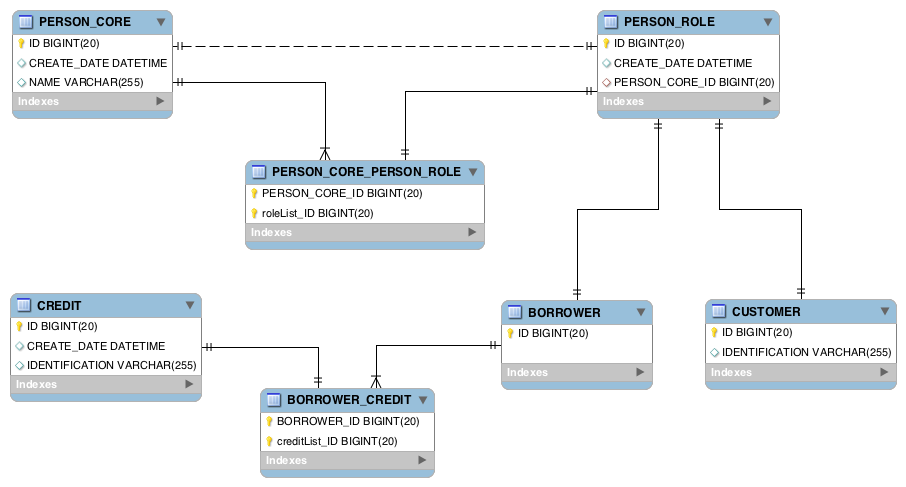 PERSON_CORE
ID BIGINT(20)
CREATE_DATE DATETIME
NAME VARCHAR(255)
Indexes
PERSON_ROLE
ID BIGINT(20)
CREATE_DATE DATETIME
PERSON_CORE_ID BIGINT(20)
Indexes
PERSON_CORE_PERSON_ROLE
PERSON_CORE_ID BIGINT(20)
roleList_ID BIGINT(20)
Indexes
CREDIT
ID BIGINT(20)
CREATE_DATE DATETIME
IDENTIFICATION VARCHAR(255)
Indexes
BORROWER
ID BIGINT(20)
Indexes
CUSTOMER
ID BIGINT(20)
IDENTIFICATION VARCHAR(255)
Indexes
BORROWER_CREDIT
BORROWER_ID BIGINT(20)
creditList_ID BIGINT(20)
Indexes